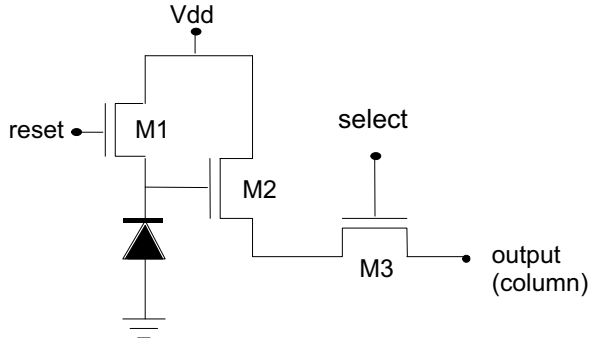 Vdd
reset
M1
select
M2
M3
output
(column)